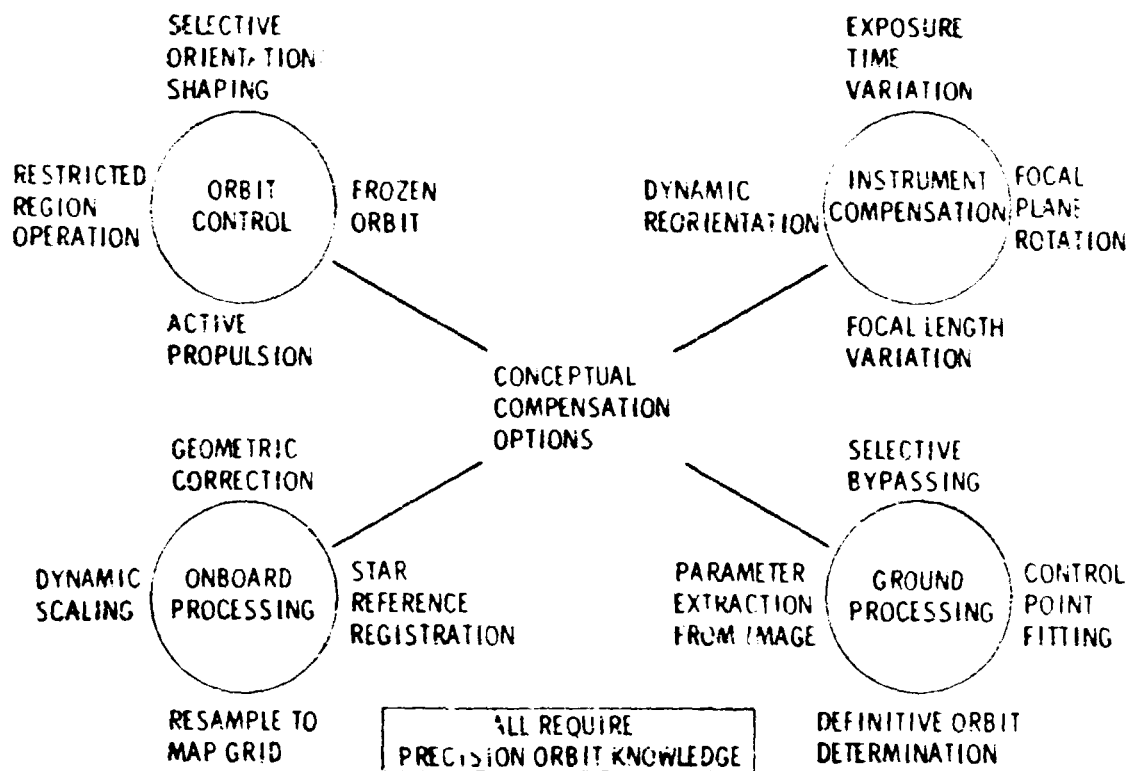 SELECTIVE
ORIENTATION
SHAPING
RESTRICTED
REGION
OPERATION
ORBIT
CONTROL
FROZEN
ORBIT
ACTIVE
PROPULSION
EXPOSURE
TIME
VARIATION
DYNAMIC
REORIENTATION
INSTRUMENT
COMPENSATION
FOCAL
PLANE
ROTATION
FOCAL LENGTH
VARIATION
CONCEPTUAL
COMPENSATION
OPTIONS
GEOMETRIC
CORRECTION
DYNAMIC
SCALING
ONBOARD
PROCESSING
STAR
REFERENCE
REGISTRATION
RESAMPLE TO
MAP GRID
SELECTIVE
BYPASSING
PARAMETER
EXTRACTION
FROM IMAGE
GROUND
PROCESSING
CONTROL
POINT
FITTING
DEFINITIVE ORBIT
DETERMINATION
ALL REQUIRE
PRECISION ORBIT KNOWLEDGE